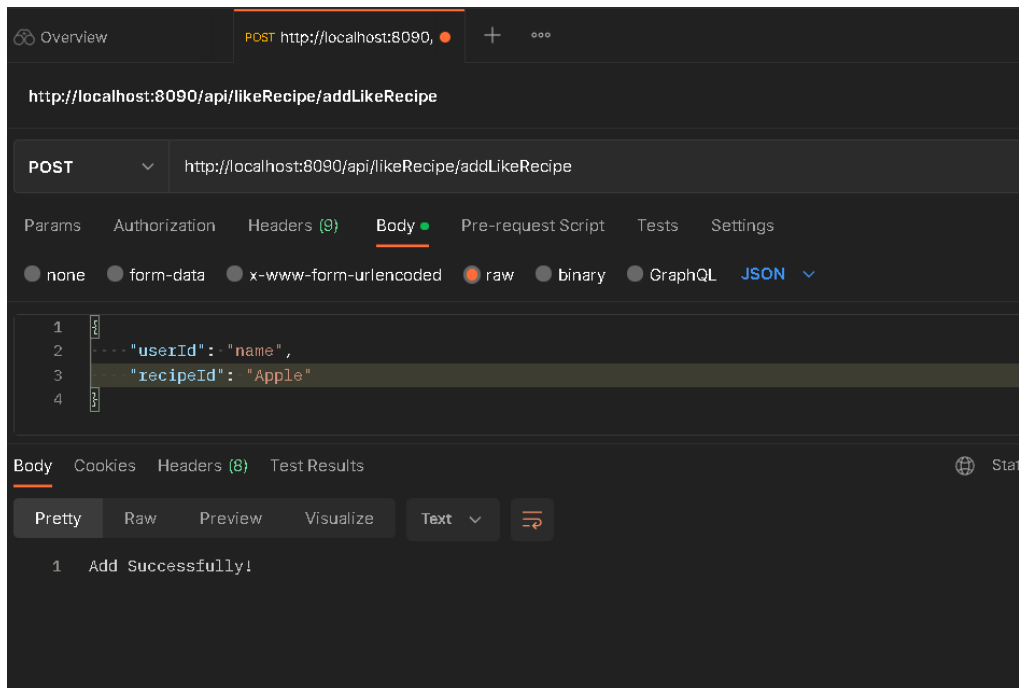 Overview POST http://localhost:8090,
http://localhost:8090/api/likeRecipe/addLikeRecipe
POST http://localhost:8090/api/likeRecipe/addLikeRecipe
Params Authorization Headers (9) Body Pre-request Script Tests Settings
none form-data x-www-form-urlencoded raw binary GraphQL JSON
1 {
2 "userId": "name",
3 "recipeId": "Apple"
4 }
Body Cookies Headers (8) Test Results Stat
Pretty Raw Preview Visualize Text
1 Add Successfully!